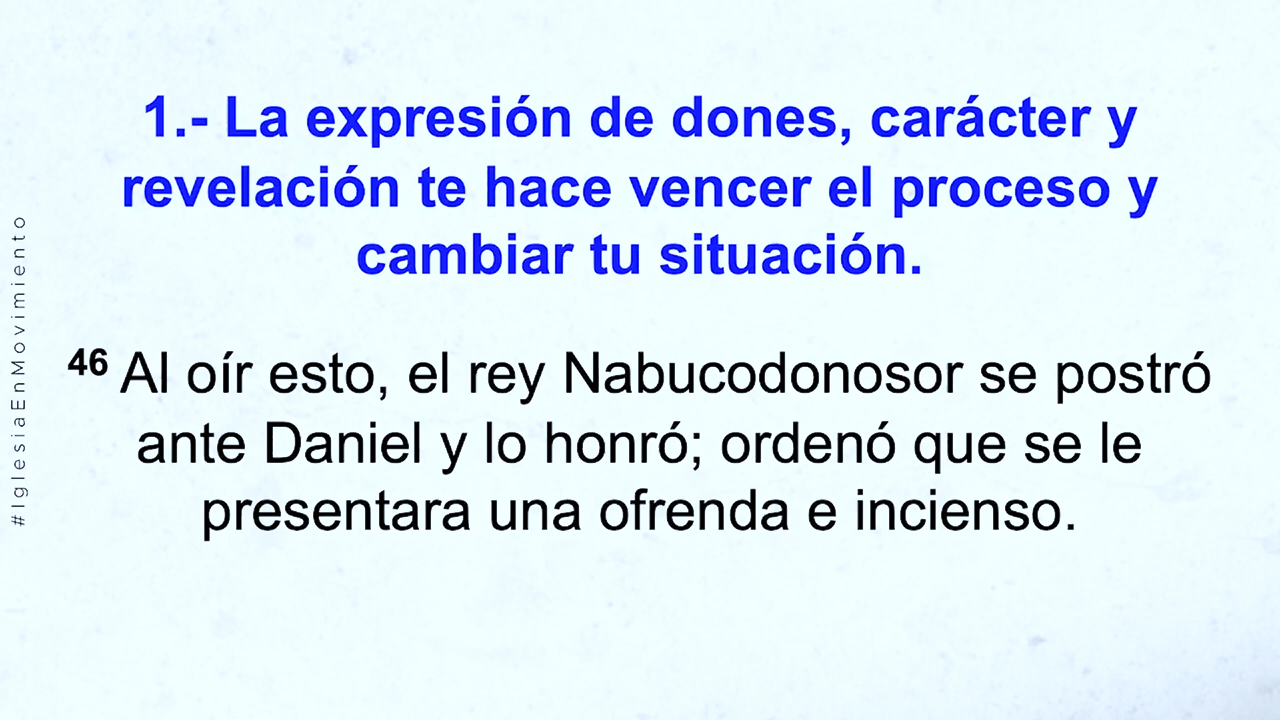 1.- La expresión de dones, carácter y
revelación te hace vencer el proceso y
cambiar tu situación.
46 Al oír esto, el rey Nabucodonosor se postró
ante Daniel y lo honró; ordenó que se le
presentara una ofrenda e incienso.
#IglesiaEnMovimiento